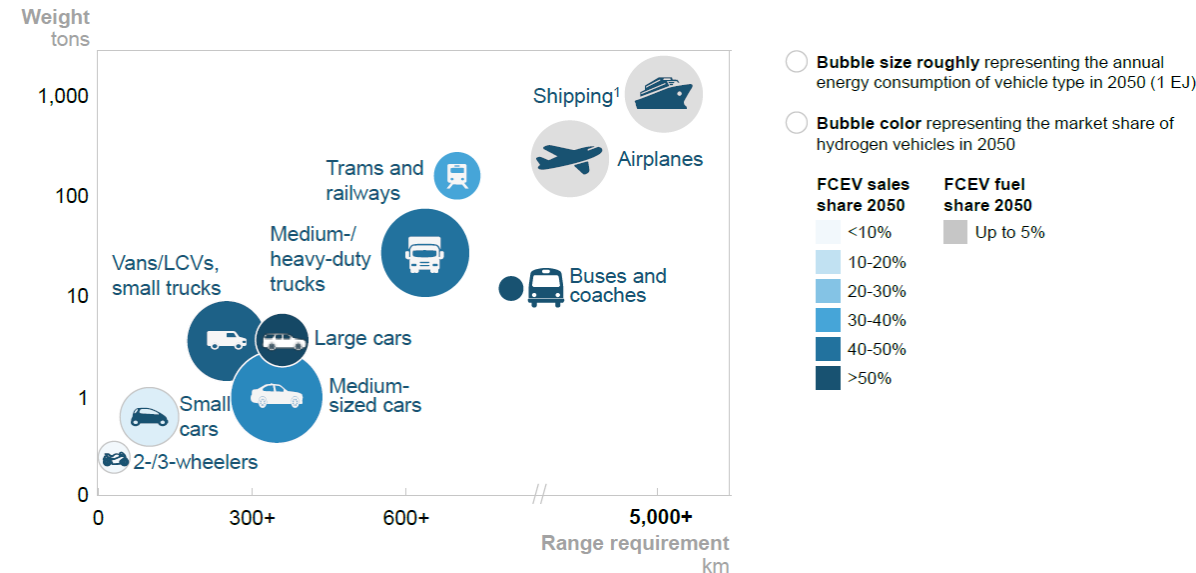 Weight
tons
1,000
100
10
1
0
0
300+
600+
5,000+
Range requirement
km
Shipping1
Airplanes
Trams and
railways
Medium-/
heavy-duty
trucks
Buses and
coaches
Vans/LCVs,
small trucks
Large cars
Medium-
sized cars
Small
cars
2-/3-wheelers
Bubble size roughly representing the annual
energy consumption of vehicle type in 2050 (1 EJ)
Bubble color representing the market share of
hydrogen vehicles in 2050
FCEV sales
share 2050
<10%
10-20%
20-30%
30-40%
40-50%
>50%
FCEV fuel
share 2050
Up to 5%